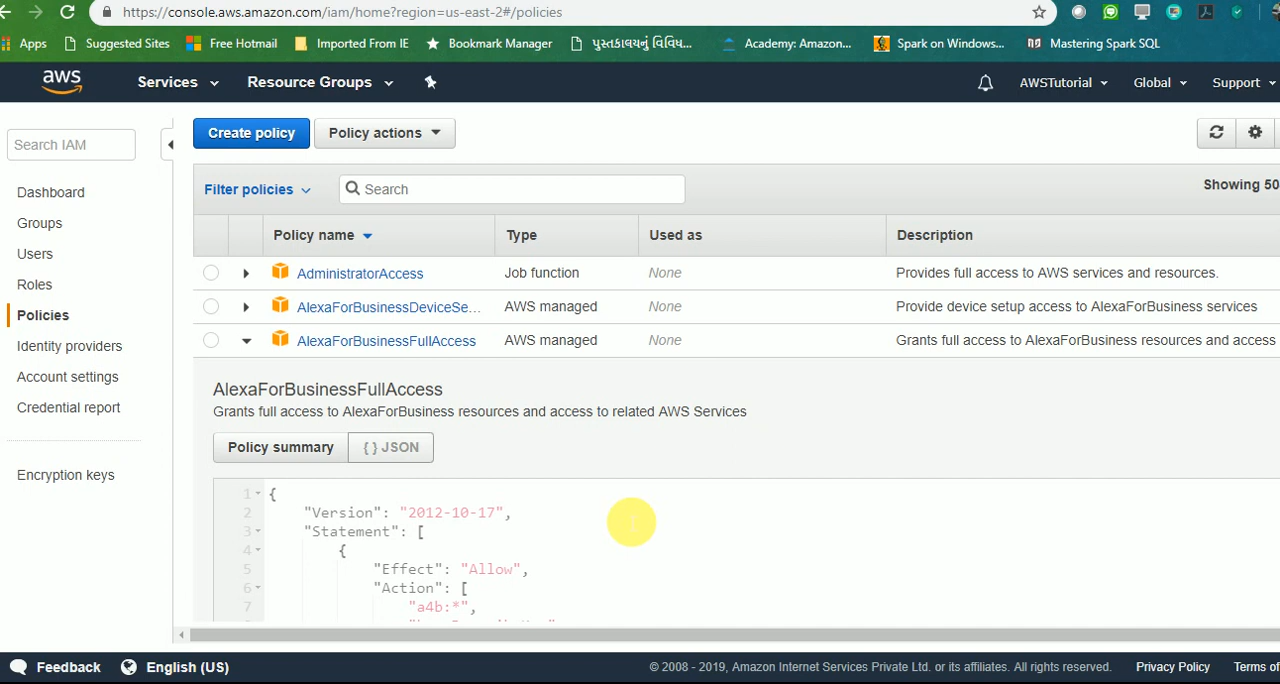 https://console.aws.amazon.com/iam/home?region=us-east-2#/policies
Apps Suggested Sites Free Hotmail Imported From IE Bookmark Manager પુસ્તકાલયનું વિવિ... Academy: Amazon... Spark on Windows... Mastering Spark SQL
aws Services Resource Groups AWSTutorial Global Support
Search IAM
Create policy Policy actions
Filter policies Search Showing 50
Policy name Type Used as Description
AdministratorAccess Job function None Provides full access to AWS services and resources.
AlexaForBusinessDeviceSe... AWS managed None Provide device setup access to AlexaForBusiness services
AlexaForBusinessFullAccess AWS managed None Grants full access to AlexaForBusiness resources and access
Dashboard
Groups
Users
Roles
Policies
Identity providers
Account settings
Credential report
Encryption keys
AlexaForBusinessFullAccess
Grants full access to AlexaForBusiness resources and access to related AWS Services
Policy summary { } JSON
1 {
2 "Version": "2012-10-17",
3 "Statement": [
4 {
5 "Effect": "Allow",
6 "Action": [
7 "a4b:*",
Feedback English (US) © 2008 - 2019, Amazon Internet Services Private Ltd. or its affiliates. All rights reserved. Privacy Policy Terms of